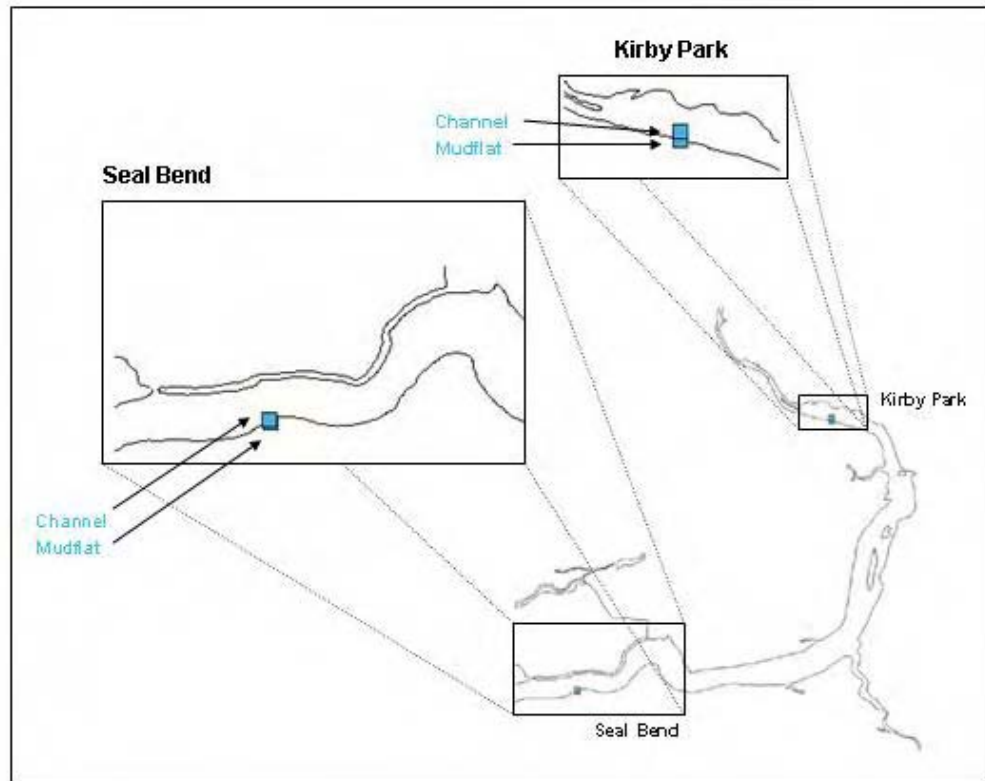 Kirby Park
Channel
Mudflat
Seal Bend
Kirby Park
Channel
Mudflat
Seal Bend